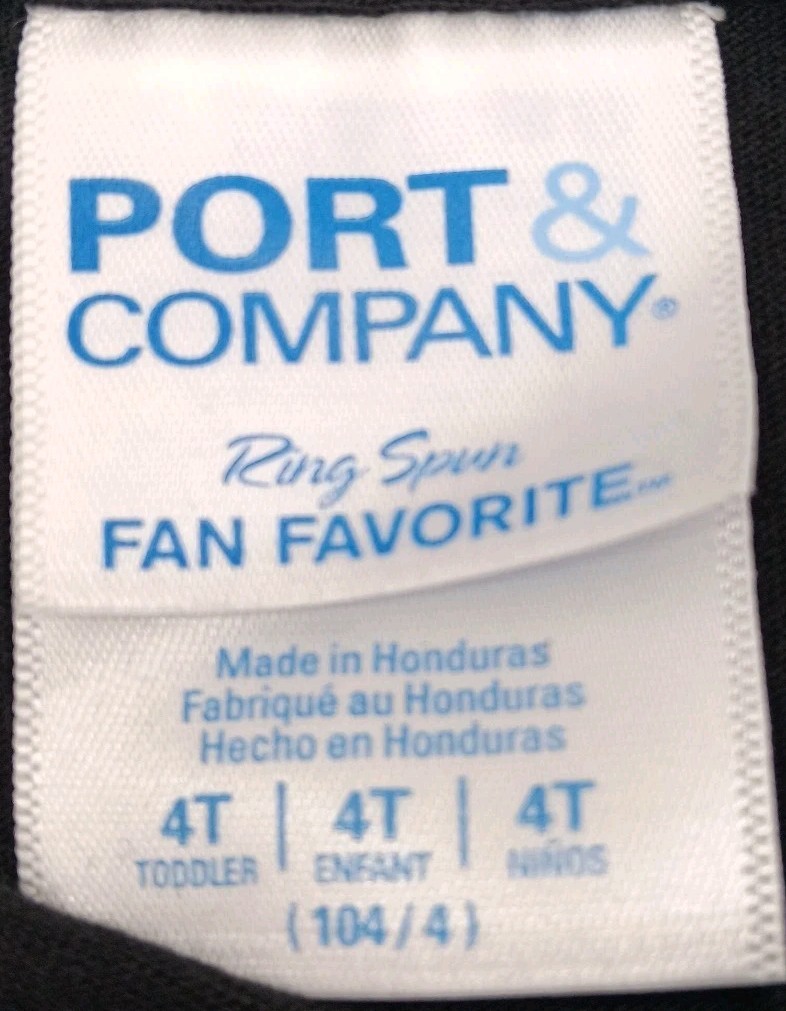 PORT &
COMPANY®
Ring Spun
FAN FAVORITE™
Made in Honduras
Fabriqué au Honduras
Hecho en Honduras
4T | 4T | 4T
TODDLER ENFANT NIÑOS
(104/4)